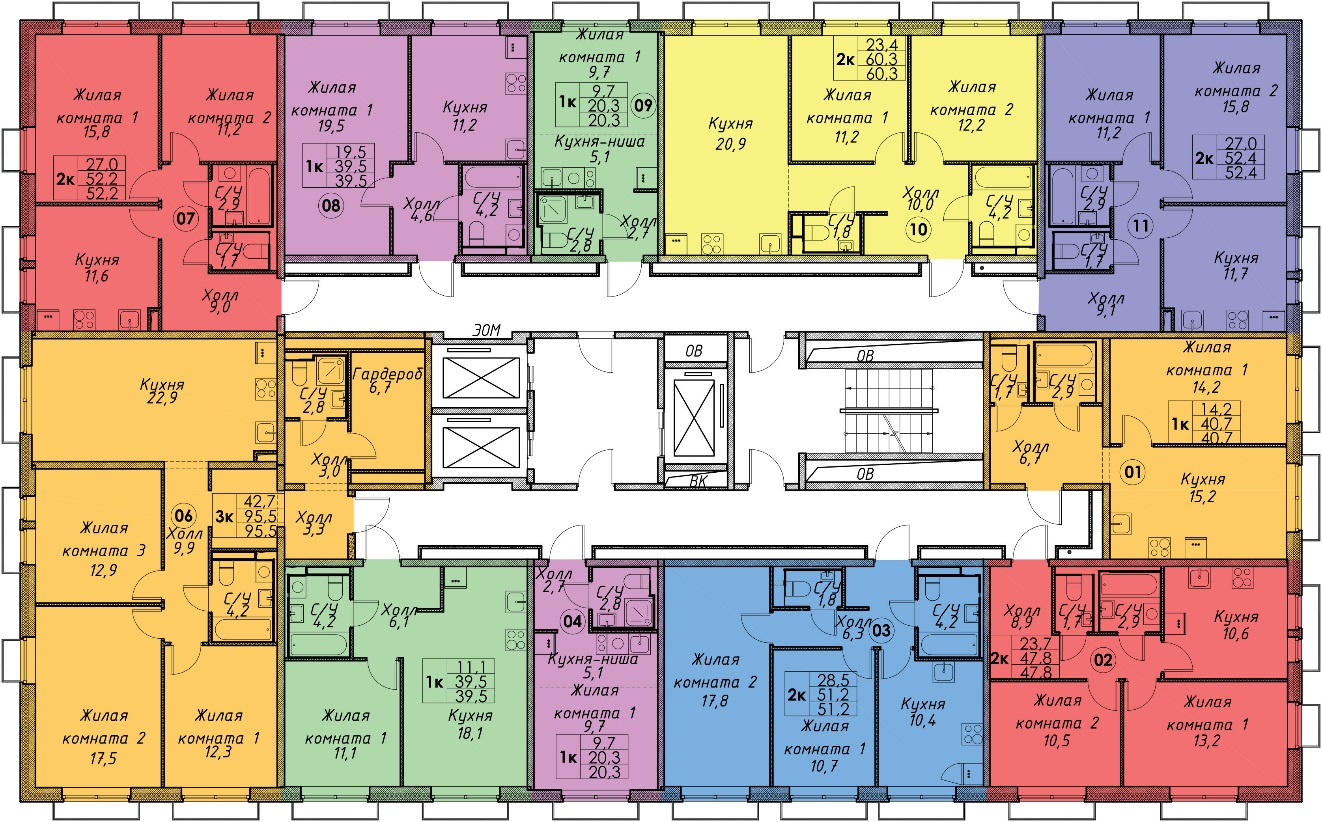 Жилая
комната 1
15,8
27,0
2к 52,2
52,2
Жилая
комната 2
11,2
07
С/У
2,9
С/У
1,7
Кухня
11,6
Холл
9,0
Жилая
комната 1
19,5
19,5
1к 39,5
39,5
08
Кухня
11,2
Холл
4,6
С/У
4,2
Жилая
комната 1
9,7
9,7
1к 20,3
20,3
09
Кухня-ниша
5,1
С/У
2,8
Холл
2,7
Кухня
20,9
23,4
2к 60,3
60,3
Жилая
комната 1
11,2
Жилая
комната 2
12,2
С/У
1,8
Холл
10,0
10
С/У
4,2
Жилая
комната 1
11,2
Жилая
комната 2
15,8
27,0
2к 52,4
52,4
С/У
2,9
С/У
1,7
11
Кухня
11,7
Холл
9,1
ЭОМ
ОВ
ОВ
ВК
ОВ
Кухня
22,9
С/У
2,8
Гардероб
6,7
Холл
3,0
Холл
3,3
42,7
3к 95,5
95,5
06
Холл
9,9
Жилая
комната 3
12,9
С/У
4,2
Жилая
комната 2
17,5
Жилая
комната 1
12,3
С/У
1,7
С/У
2,9
Жилая
комната 1
14,2
14,2
1к 40,7
40,7
Холл
6,7
01
Кухня
15,2
С/У
4,2
Холл
6,1
11,1
1к 39,5
39,5
Жилая
комната 1
11,1
Кухня
18,1
Холл
2,7
С/У
2,8
04
Кухня-ниша
5,1
Жилая
комната 1
9,7
9,7
1к 20,3
20,3
С/У
1,8
Холл
6,3
03
С/У
4,2
Жилая
комната 2
17,8
28,5
2к 51,2
51,2
Жилая
комната 1
10,7
Кухня
10,4
Холл
8,9
С/У
1,7
С/У
2,9
Кухня
10,6
23,7
2к 47,8
47,8
02
Жилая
комната 2
10,5
Жилая
комната 1
13,2